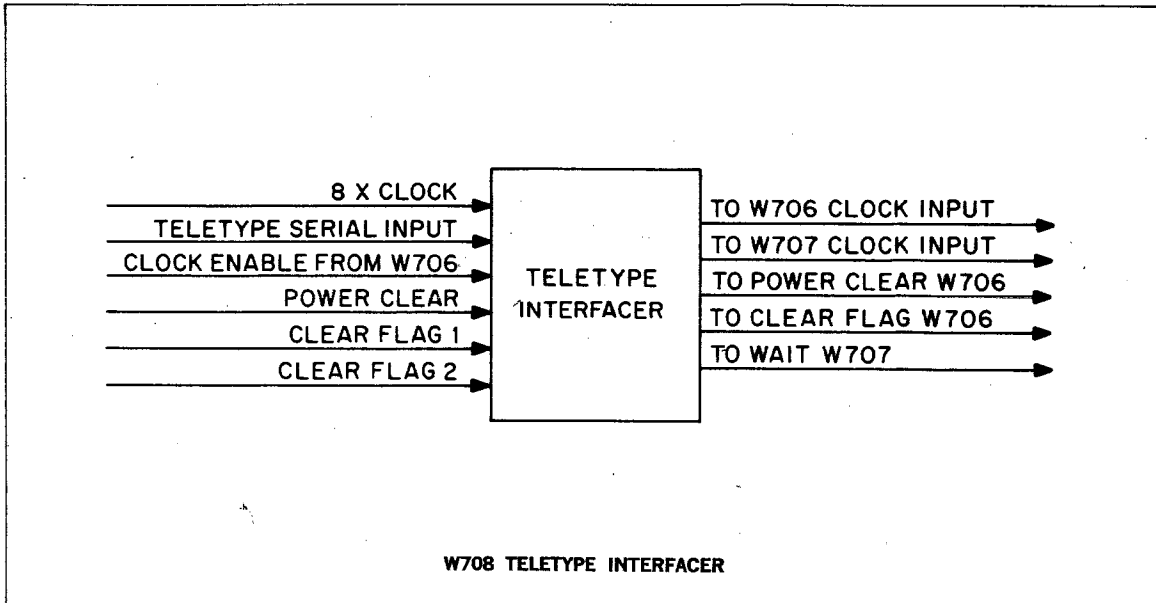 8 X CLOCK
TELETYPE SERIAL INPUT
CLOCK ENABLE FROM W706
POWER CLEAR
CLEAR FLAG 1
CLEAR FLAG 2
TELETYPE
INTERFACER
TO W706 CLOCK INPUT
TO W707 CLOCK INPUT
TO POWER CLEAR W706
TO CLEAR FLAG W706
TO WAIT W707
W708 TELETYPE INTERFACER